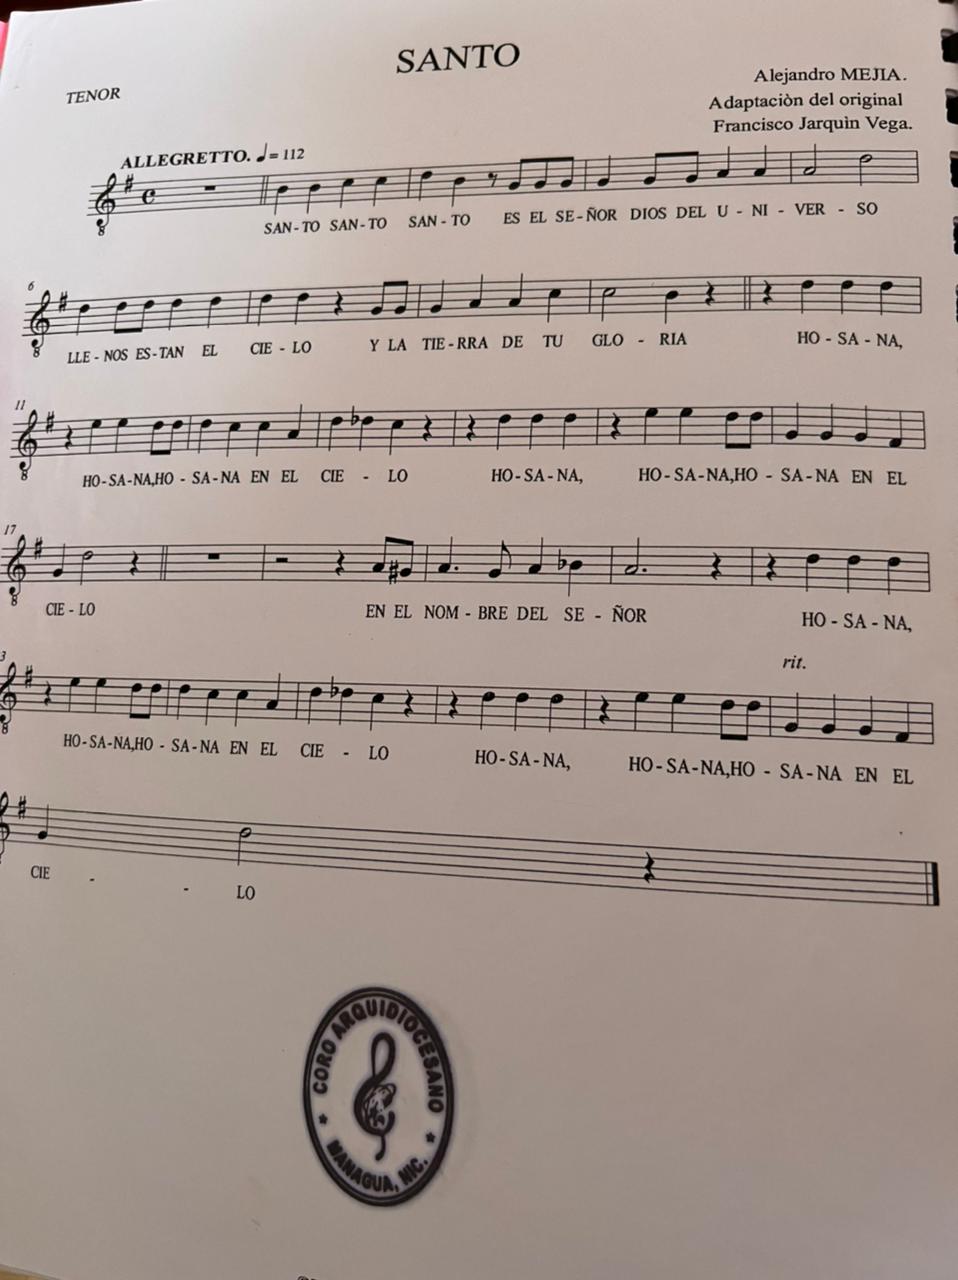 SANTO
TENOR
Alejandro MEJIA.
Adaptaciòn del original
Francisco Jarquìn Vega.
ALLEGRETTO. ♩= 112
SAN - TO SAN - TO SAN - TO ES EL SE - ÑOR DIOS DEL U - NI - VER - SO
6
LLE - NOS ES - TAN EL CIE - LO Y LA TIE - RRA DE TU GLO - RIA HO - SA - NA,
11
HO - SA - NA,HO - SA - NA EN EL CIE - LO HO - SA - NA, HO - SA - NA,HO - SA - NA EN EL
17
CIE - LO EN EL NOM - BRE DEL SE - ÑOR HO - SA - NA,
3
rit.
HO - SA - NA,HO - SA - NA EN EL CIE - LO HO - SA - NA, HO - SA - NA,HO - SA - NA EN EL
CIE - - LO
CORO ARQUIDIOCESANO
MANAGUA, NIC.